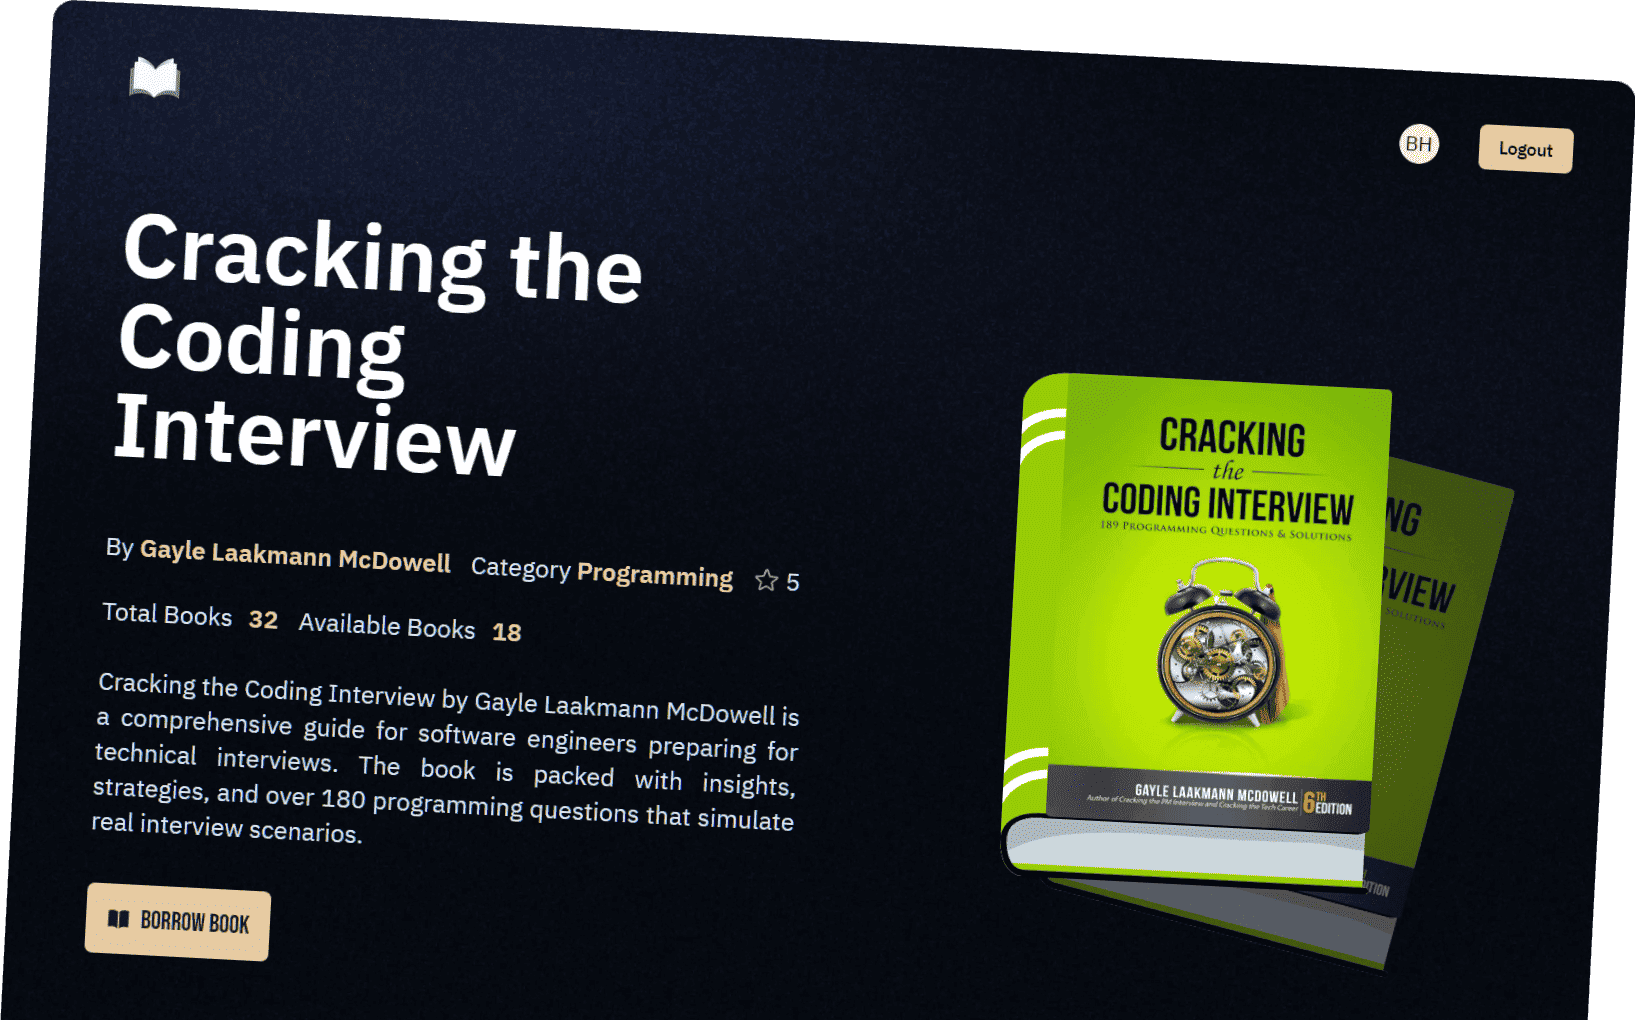 BH
Logout
Cracking the
Coding
Interview
By Gayle Laakmann McDowell Category Programming 5
Total Books 32 Available Books 18
Cracking the Coding Interview by Gayle Laakmann McDowell is
a comprehensive guide for software engineers preparing for
technical interviews. The book is packed with insights,
strategies, and over 180 programming questions that simulate
real interview scenarios.
BORROW BOOK
CRACKING
the
CODING INTERVIEW
189 PROGRAMMING QUESTIONS & SOLUTIONS
GAYLE LAAKMANN MCDOWELL
Author of Cracking the PM Interview and Cracking the Tech Career
6TH
EDITION
NG
RVIEW
SOLUTIONS
DITION